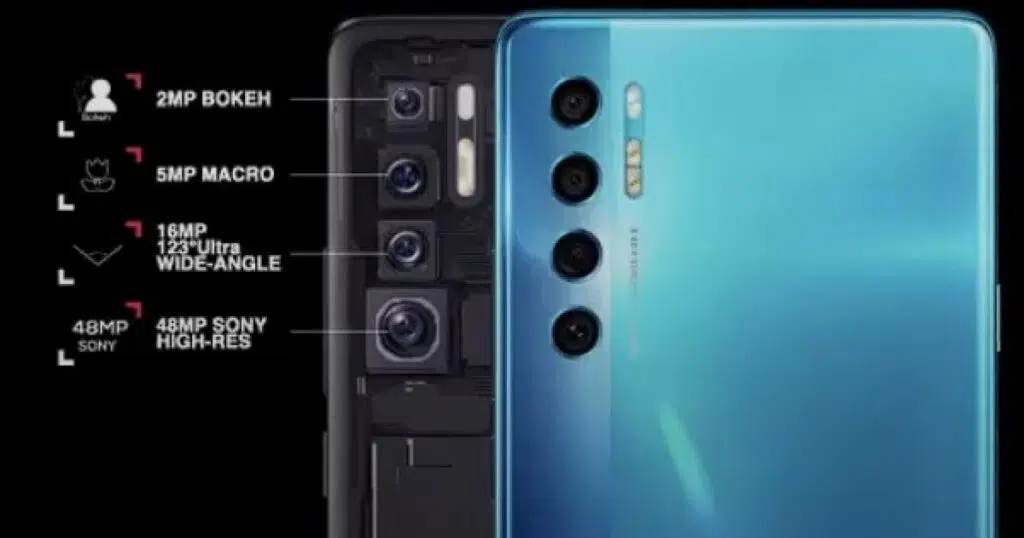 Bokeh
2MP BOKEH
5MP MACRO
16MP
123°Ultra
WIDE-ANGLE
48MP
SONY
48MP SONY
HIGH-RES